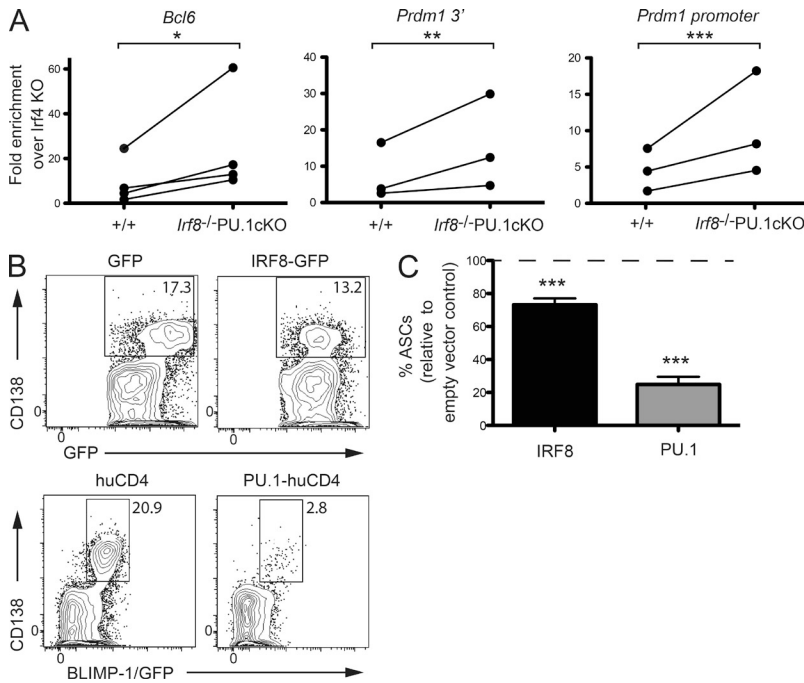 A
Bcl6
Prdm1 3’
Prdm1 promoter
*
**
***
Fold enrichment
over Irf4 KO
60
40
20
0
40
30
20
10
0
20
15
10
5
0
+/+
Irf8-/-PU.1cKO
+/+
Irf8-/-PU.1cKO
+/+
Irf8-/-PU.1cKO
B
GFP
IRF8-GFP
17.3
13.2
CD138
0
0
0
GFP
huCD4
PU.1-huCD4
20.9
2.8
CD138
0
0
0
BLIMP-1/GFP
C
% ASCs
(relative to
empty vector control)
100
80
60
40
20
0
***
***
IRF8
PU.1